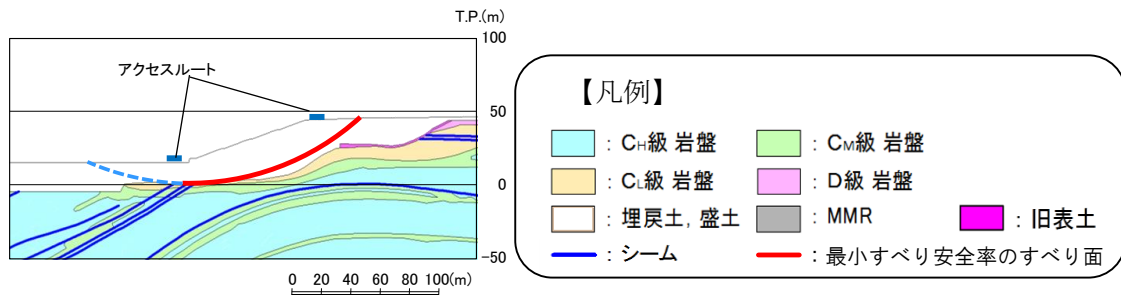 T.P.(m)
100
アクセスルート
50
0
-50
0 20 40 60 80 100(m)
【凡例】
: CH級 岩盤
: CM級 岩盤
: CL級 岩盤
: D級 岩盤
: 埋戻土, 盛土
: MMR
: 旧表土
: シーム
: 最小すべり安全率のすべり面